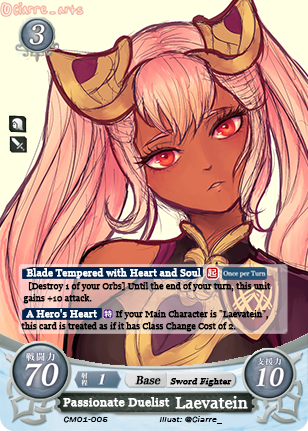 @ciarre_arts
3
Blade Tempered with Heart and Soul 起 Once per Turn
[Destroy 1 of your Orbs] Until the end of your turn, this unit
gains +10 attack.
A Hero's Heart 特 If your Main Character is "Laevatein",
this card is treated as if it has Class Change Cost of 2.
戦闘力
70
射程 1
Base
Sword Fighter
支援力
10
Passionate Duelist Laevatein
CM01-006
Illust: @Ciarre_